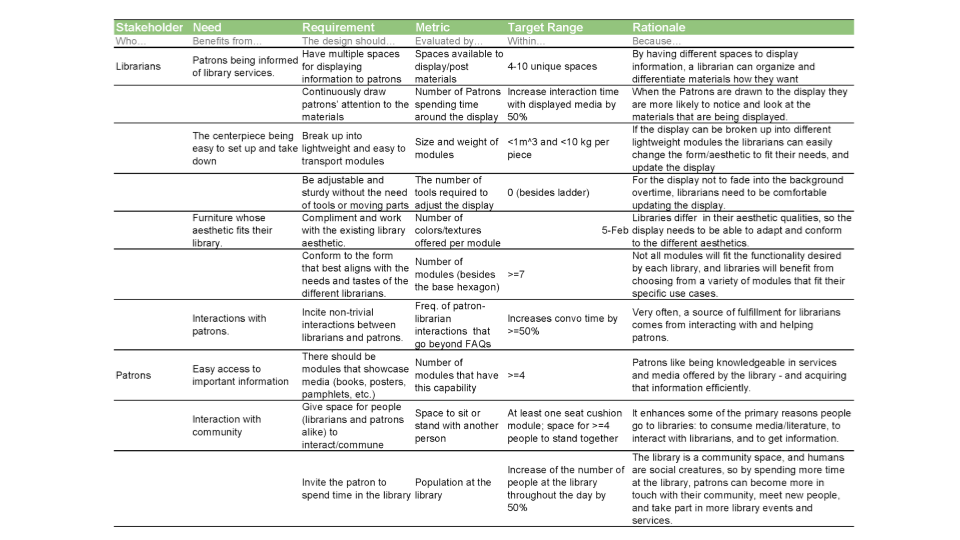 Stakeholder Need Requirement Metric Target Range Rationale
Who... Benefits from... The design should... Evaluated by... Within... Because...
Librarians
Patrons being informed
of library services.
Have multiple spaces
for displaying
information to patrons
Spaces available to
display/post
materials
4-10 unique spaces
By having different spaces to display
information, a librarian can organize and
differentiate materials how they want
Continuously draw
patrons' attention to the
materials
Number of Patrons
spending time
around the display
Increase interaction time
with displayed media by
50%
When the Patrons are drawn to the display they
are more likely to notice and look at the
materials that are being displayed.
The centerpiece being
easy to set up and take
down
Break up into
lightweight and easy to
transport modules
Size and weight of
modules
<1m^3 and <10 kg per
piece
If the display can be broken up into different
lightweight modules the librarians can easily
change the form/aesthetic to fit their needs, and
update the display
Be adjustable and
sturdy without the need
of tools or moving parts
The number of
tools required to
adjust the display
0 (besides ladder)
For the display not to fade into the background
overtime, librarians need to be comfortable
updating the display.
Furniture whose
aesthetic fits their
library.
Compliment and work
with the existing library
aesthetic.
Number of
colors/textures
offered per module
5-Feb
Libraries differ in their aesthetic qualities, so the
display needs to be able to adapt and conform
to the different aesthetics.
Conform to the form
that best aligns with the
needs and tastes of the
different librarians.
Number of
modules (besides
the base hexagon)
>=7
Not all modules will fit the functionality desired
by each library, and libraries will benefit from
choosing from a variety of modules that fit their
specific use cases.
Interactions with
patrons.
Incite non-trivial
interactions between
librarians and patrons.
Freq. of patron-
librarian
interactions that
go beyond FAQs
Increases convo time by
>=50%
Very often, a source of fulfillment for librarians
comes from interacting with and helping
patrons.
Patrons
Easy access to
important information
There should be
modules that showcase
media (books, posters,
pamphlets, etc.)
Number of
modules that have
this capability
>=4
Patrons like being knowledgeable in services
and media offered by the library - and acquiring
that information efficiently.
Interaction with
community
Give space for people
(librarians and patrons
alike) to
interact/commune
Space to sit or
stand with another
person
At least one seat cushion
module; space for >=4
people to stand together
It enhances some of the primary reasons people
go to libraries: to consume media/literature, to
interact with librarians, and to get information.
Invite the patron to
spend time in the library
Population at the
library
Increase of the number of
people at the library
throughout the day by
50%
The library is a community space, and humans
are social creatures, so by spending more time
at the library, patrons can become more in
touch with their community, meet new people,
and take part in more library events and
services.